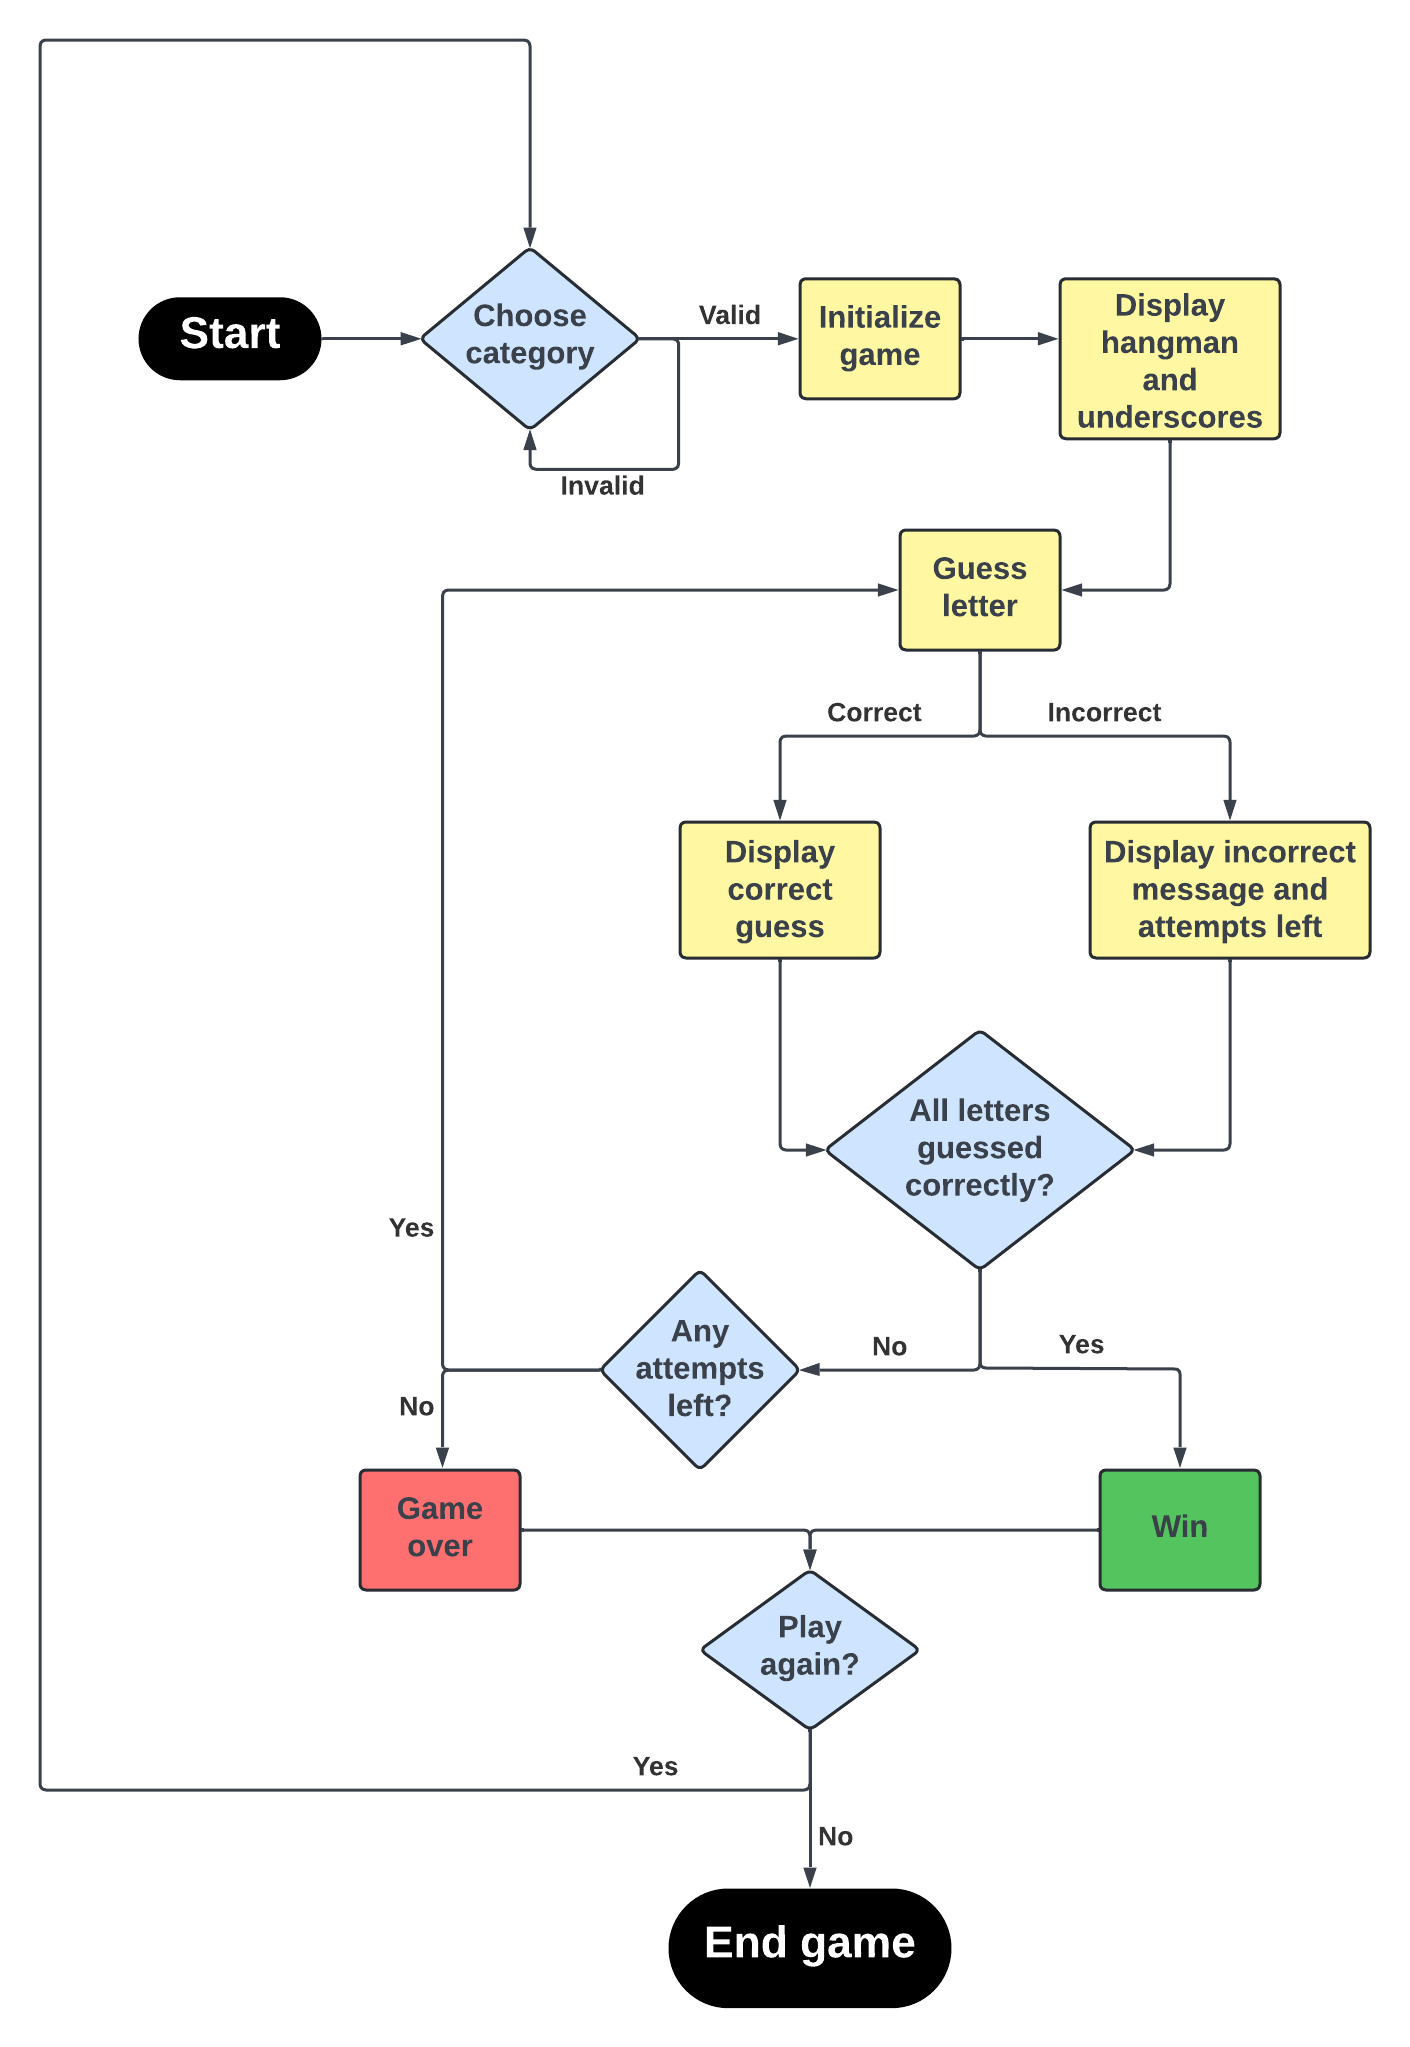 Start
Choose
category
Valid
Invalid
Initialize
game
Display
hangman
and
underscores
Guess
letter
Correct
Incorrect
Display
correct
guess
Display incorrect
message and
attempts left
All letters
guessed
correctly?
Yes
No
Yes
Any
attempts
left?
No
Game
over
Win
Play
again?
Yes
No
End game